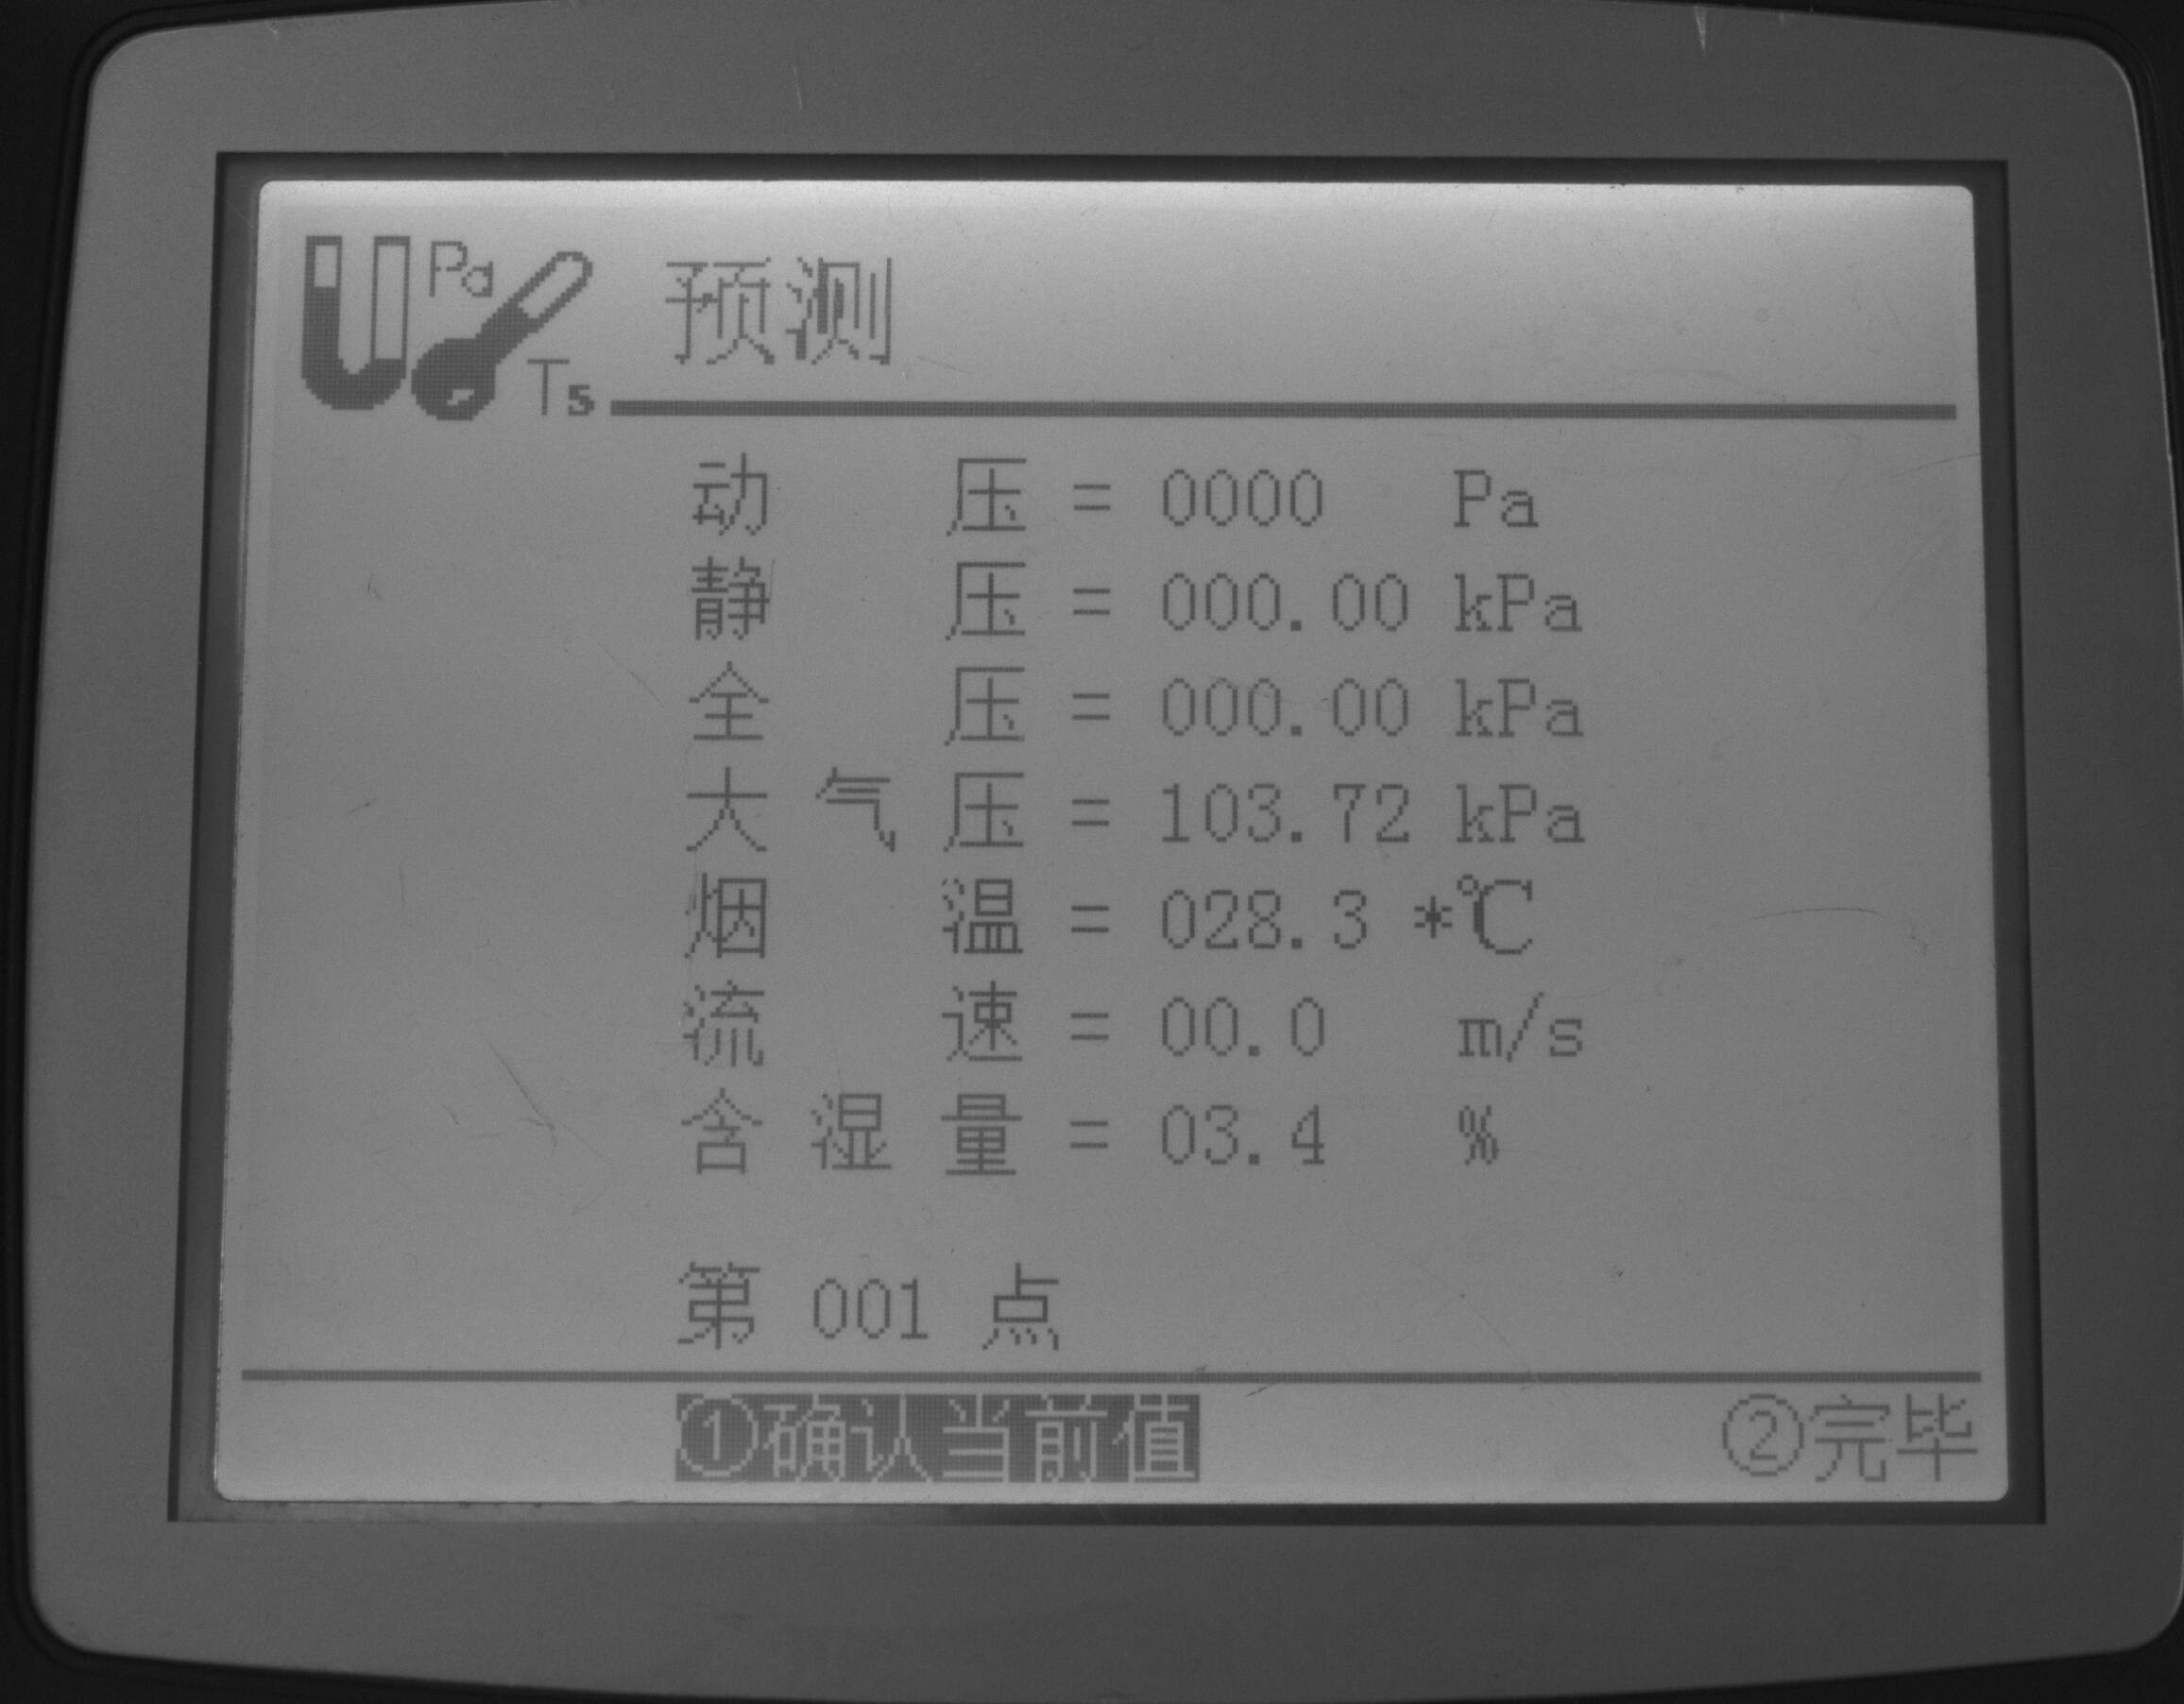 Pa
Ts
预测
动 压 = 0000 Pa
静 压 = 000.00 kPa
全 压 = 000.00 kPa
大 气 压 = 103.72 kPa
烟 温 = 028.3 *℃
流 速 = 00.0 m/s
含 湿 量 = 03.4 %
第 001 点
①确认当前值 ②完毕